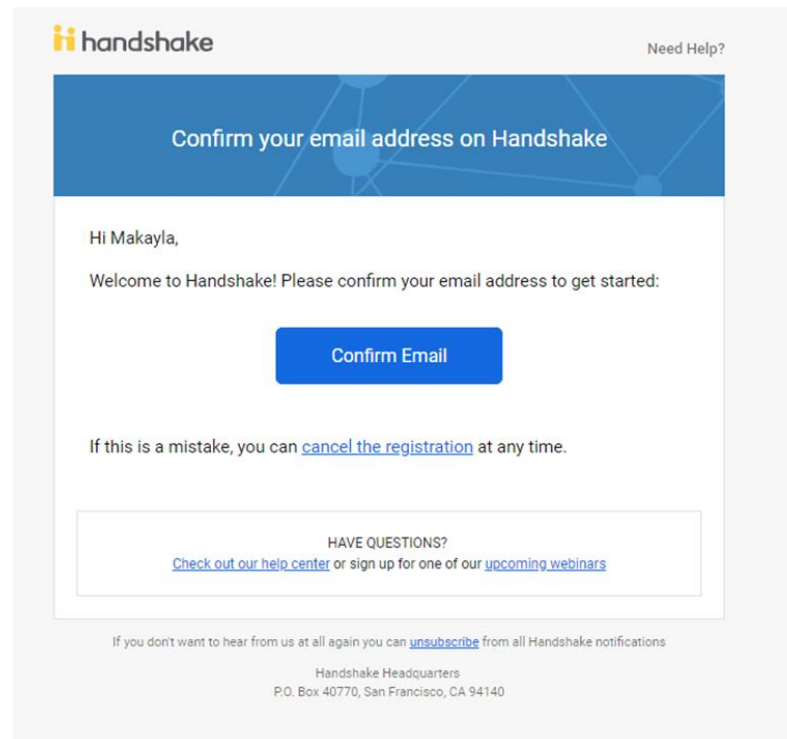 handshake
Need Help?
Confirm your email address on Handshake
Hi Makayla,
Welcome to Handshake! Please confirm your email address to get started:
Confirm Email
If this is a mistake, you can cancel the registration at any time.
HAVE QUESTIONS?
Check out our help center or sign up for one of our upcoming webinars
If you don't want to hear from us at all again you can unsubscribe from all Handshake notifications
Handshake Headquarters
P.O. Box 40770, San Francisco, CA 94140